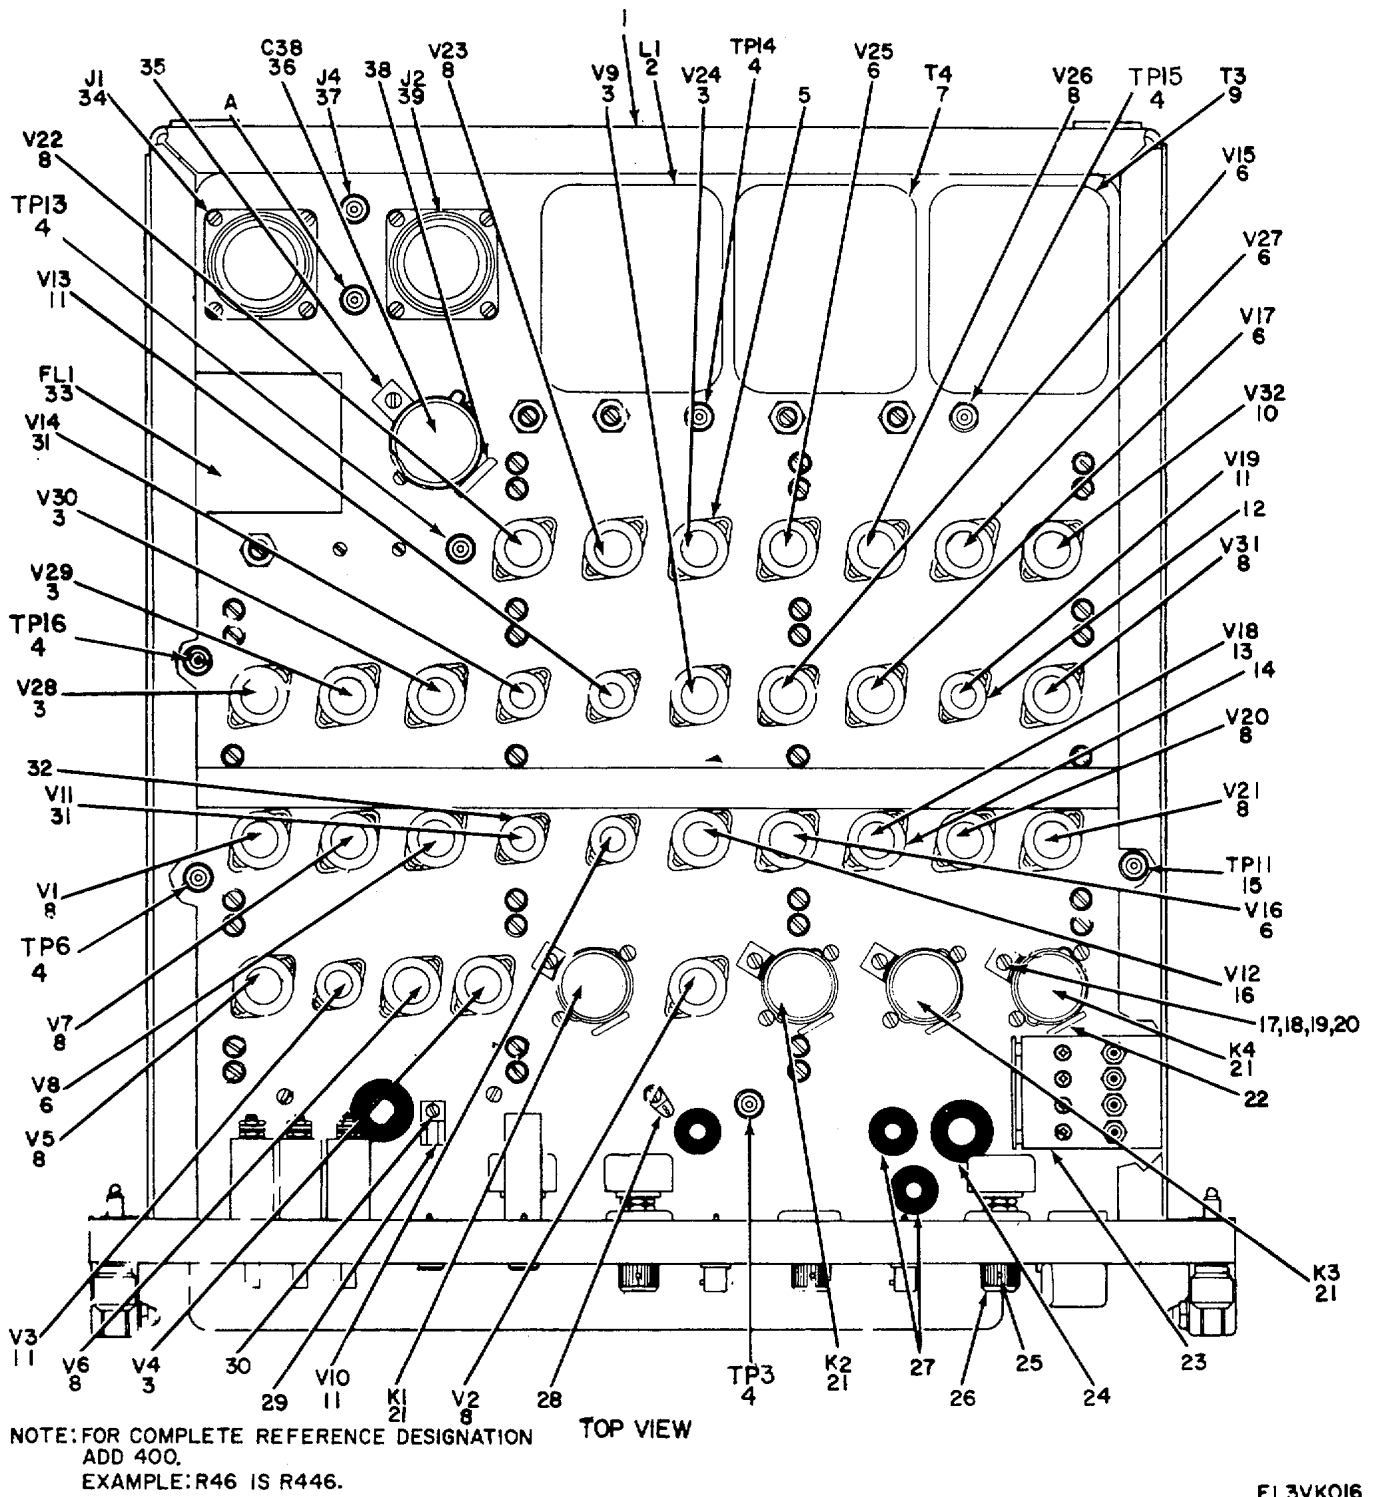 1
C38
36
V23
8
L1
2
TP14
4
V25
6
35
J4
37
38
J2
39
V9
3
V24
3
5
T4
7
V26
8
TP15
4
T3
9
J1
34
A
V22
8
V15
6
TP13
4
V27
6
V13
11
V17
6
FL1
33
V32
10
V14
31
V19
11
V30
3
12
V31
8
V29
3
TP16
4
V18
13
14
V28
3
V20
8
32
V11
31
V21
8
V1
8
TP11
15
V16
6
TP6
4
V12
16
V7
8
17,18,19,20
K4
21
V8
6
22
V5
8
K3
21
V3
11
V6
8
V4
3
30
29
V10
11
K1
21
V2
8
28
TP3
4
K2
21
27
26
25
24
23
TOP VIEW
NOTE: FOR COMPLETE REFERENCE DESIGNATION
ADD 400.
EXAMPLE: R46 IS R446.
EL3VK016